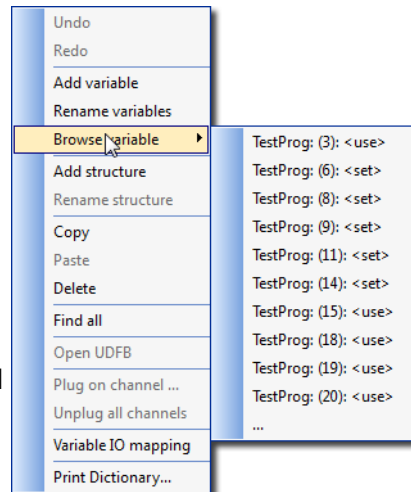 Undo
Redo
Add variable
Rename variables
Browse variable
Add structure
Rename structure
Copy
Paste
Delete
Find all
Open UDFB
Plug on channel ...
Unplug all channels
Variable IO mapping
Print Dictionary...
TestProg: (3): <use>
TestProg: (6): <set>
TestProg: (8): <set>
TestProg: (9): <set>
TestProg: (11): <set>
TestProg: (14): <set>
TestProg: (15): <use>
TestProg: (18): <use>
TestProg: (19): <use>
TestProg: (20): <use>
...